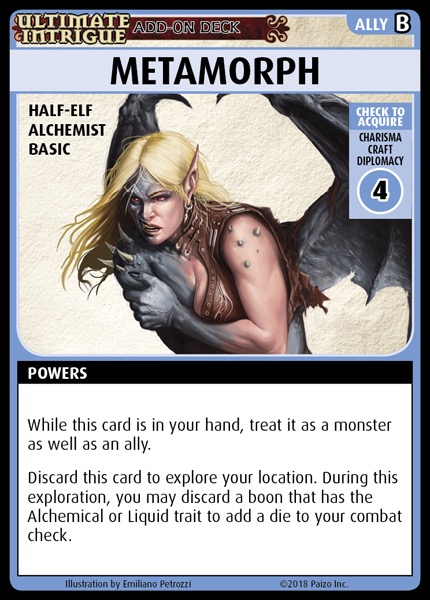 ULTIMATE
INTRIGUE
ADD-ON DECK
ALLY B
METAMORPH
HALF-ELF
ALCHEMIST
BASIC
CHECK TO
ACQUIRE
CHARISMA
CRAFT
DIPLOMACY
4
POWERS
While this card is in your hand, treat it as a monster
as well as an ally.
Discard this card to explore your location. During this
exploration, you may discard a boon that has the
Alchemical or Liquid trait to add a die to your combat
check.
Illustration by Emiliano Petrozzi
©2018 Paizo Inc.